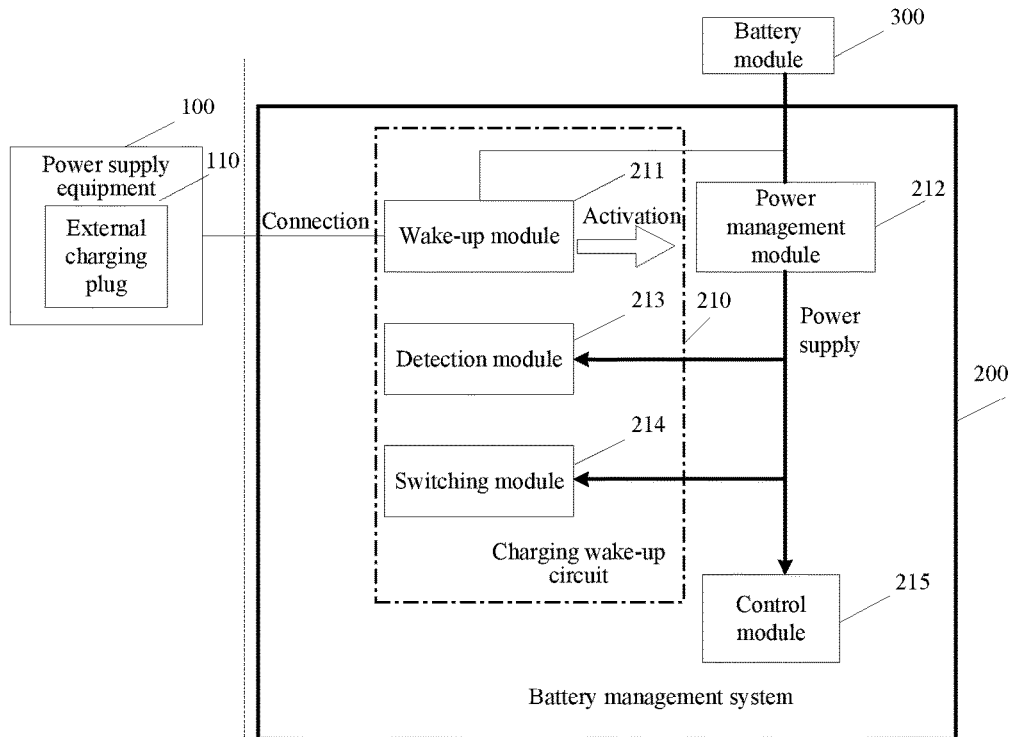 Battery
module
300
100
Power supply
equipment
110
External
charging
plug
Connection
211
Wake-up module
Activation
Power
management
module
212
213
Detection module
210
Power
supply
200
214
Switching module
Charging wake-up
circuit
Control
module
215
Battery management system